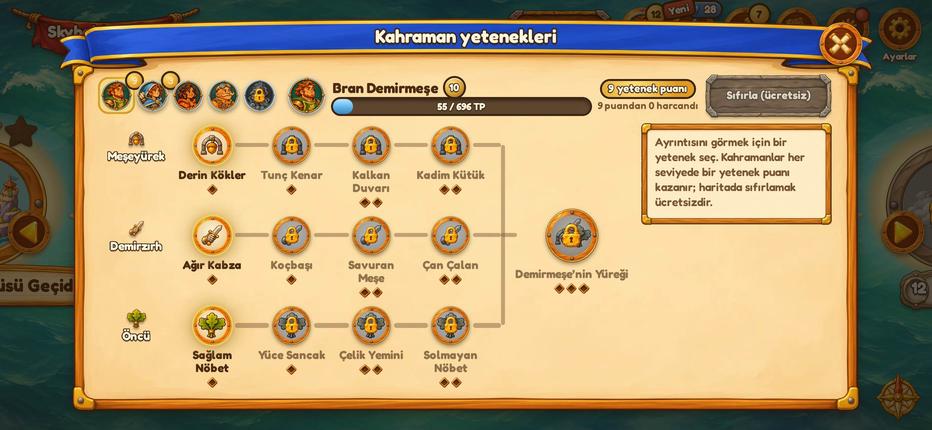 Kahraman yetenekleri
12
Yeni
28
7
Ayarlar
Bran Demirmeşe 10
55 / 696 TP
9 yetenek puanı
9 puandan 0 harcandı
Sıfırla (ücretsiz)
Ayrıntısını görmek için bir
yetenek seç. Kahramanlar her
seviyede bir yetenek puanı
kazanır; haritada sıfırlamak
ücretsizdir.
Meşeyürek
Derin Kökler
Tunç Kenar
Kalkan
Duvarı
Kadim Kütük
Demirzırh
Ağır Kabza
Koçbaşı
Savuran
Meşe
Çan Çalan
Demirmeşe'nin Yüreği
Öncü
Sağlam
Nöbet
Yüce Sancak
Çelik Yemini
Solmayan
Nöbet
üsü Geçid
12